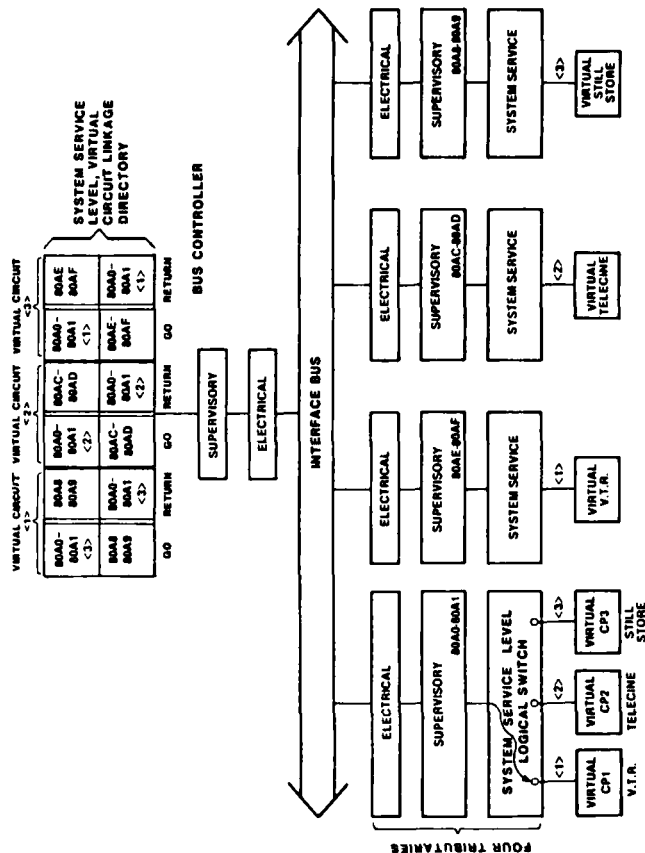 VIRTUAL CIRCUIT
<1>
VIRTUAL CIRCUIT
<2>
VIRTUAL CIRCUIT
<3>
80A0-
80A1
<3>
80A8
80A9
80A0-
80A1
<2>
80AC-
80AD
80A0-
80A1
<1>
80AE
80AF
80A8
80A9
80A0-
80A1
<3>
80AC-
80AD
80A0-
80A1
<2>
80AE-
80AF
80A0-
80A1
<1>
GO
RETURN
GO
RETURN
GO
RETURN
SYSTEM SERVICE
LEVEL, VIRTUAL
CIRCUIT LINKAGE
DIRECTORY
BUS CONTROLLER
SUPERVISORY
ELECTRICAL
INTERFACE BUS
FOUR TRIBUTARIES
ELECTRICAL
SUPERVISORY
80A0-80A1
SYSTEM SERVICE LEVEL
LOGICAL SWITCH
<1>
<2>
<3>
VIRTUAL
CP1
VIRTUAL
CP2
VIRTUAL
CP3
V.T.R.
TELECINE
STILL
STORE
ELECTRICAL
SUPERVISORY
80AE-80AF
SYSTEM SERVICE
<1>
VIRTUAL
V.T.R.
ELECTRICAL
SUPERVISORY
80AC-80AD
SYSTEM SERVICE
<2>
VIRTUAL
TELECINE
ELECTRICAL
SUPERVISORY
80A8-80A9
SYSTEM SERVICE
<3>
VIRTUAL
STILL
STORE